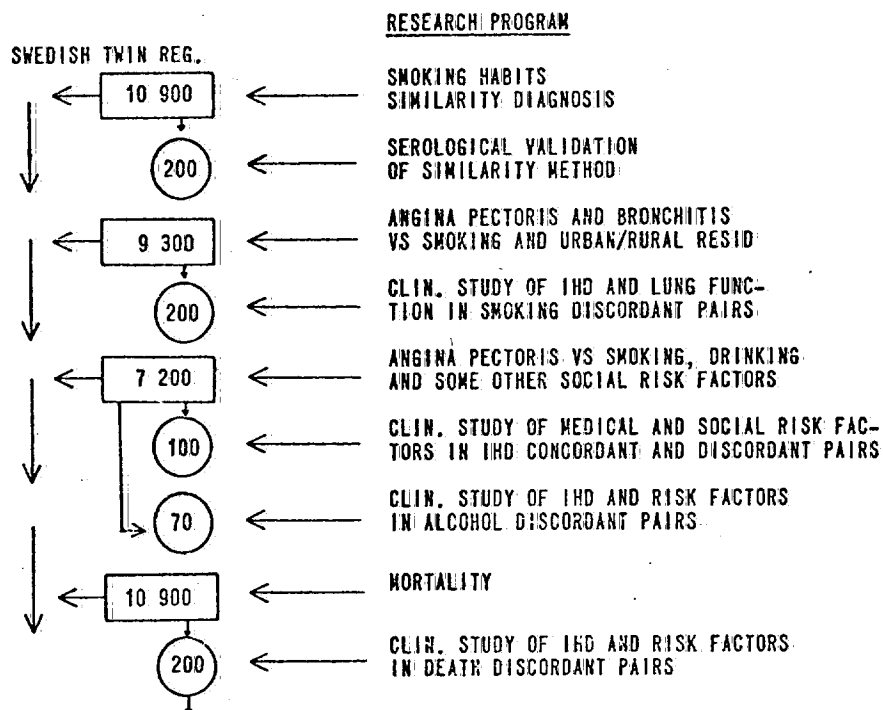 RESEARCH PROGRAM
SWEDISH TWIN REG.
10 900
SMOKING HABITS
SIMILARITY DIAGNOSIS
200
SEROLOGICAL VALIDATION
OF SIMILARITY METHOD
9 300
ANGINA PECTORIS AND BRONCHITIS
VS SMOKING AND URBAN/RURAL RESID
200
CLIN. STUDY OF IHD AND LUNG FUNC-
TION IN SMOKING DISCORDANT PAIRS
7 200
ANGINA PECTORIS VS SMOKING, DRINKING
AND SOME OTHER SOCIAL RISK FACTORS
100
CLIN. STUDY OF MEDICAL AND SOCIAL RISK FAC-
TORS IN IHD CONCORDANT AND DISCORDANT PAIRS
70
CLIN. STUDY OF IHD AND RISK FACTORS
IN ALCOHOL DISCORDANT PAIRS
10 900
MORTALITY
200
CLIN. STUDY OF IHD AND RISK FACTORS
IN DEATH DISCORDANT PAIRS